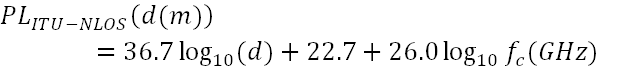 PL_{ITU−NLOS}(d(m))
= 36.7 log_{10}(d) + 22.7 + 26.0 log_{10} f_c(GHz)